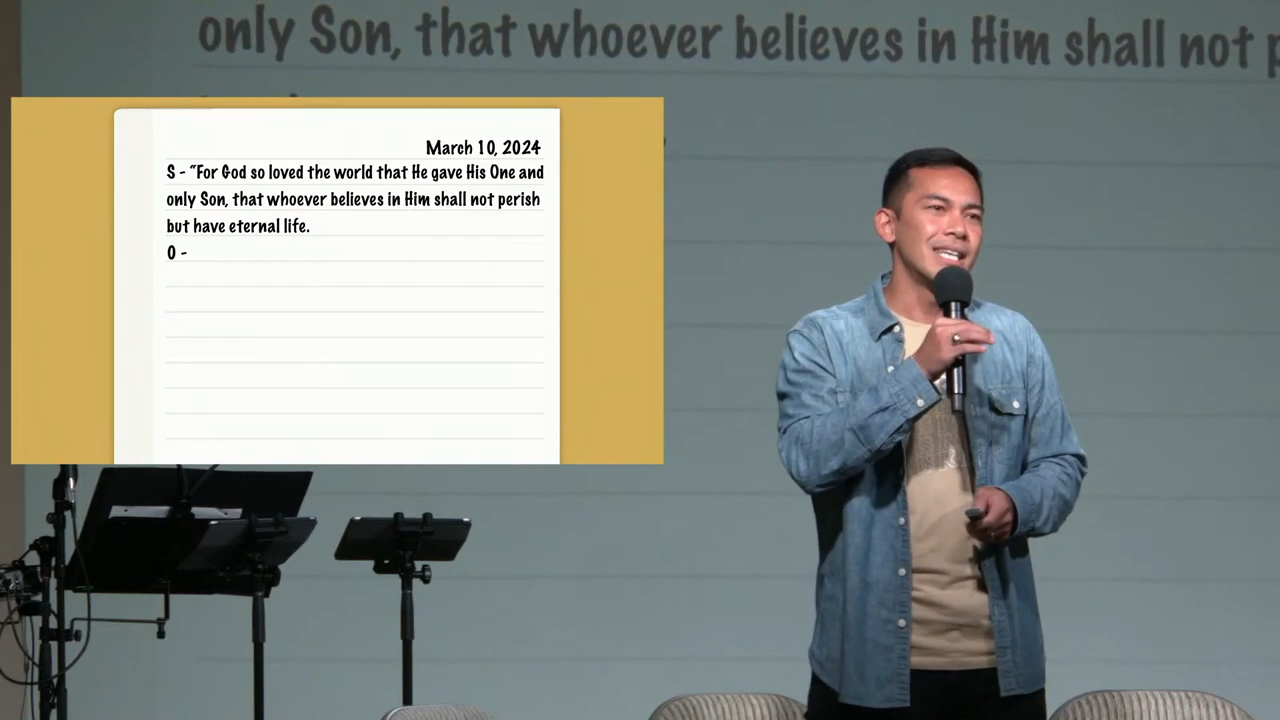 only Son, that whoever believes in Him shall not
March 10, 2024
S - "For God so loved the world that He gave His One and
only Son, that whoever believes in Him shall not perish
but have eternal life.
O -